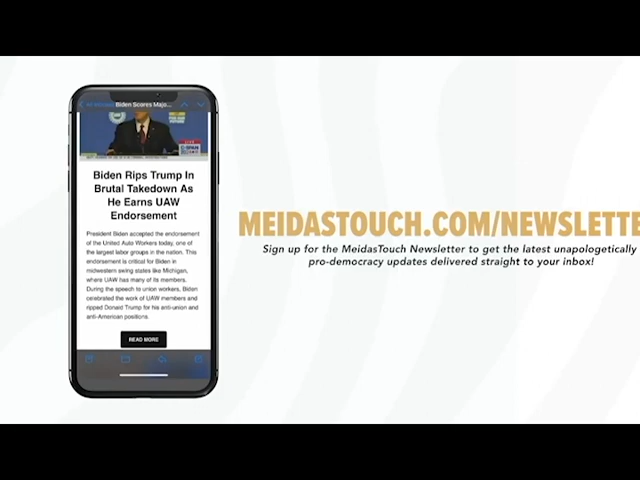 Biden Scores Majo...
LIVE
C-SPAN
Biden Rips Trump In
Brutal Takedown As
He Earns UAW
Endorsement
President Biden accepted the endorsement
of the United Auto Workers today, one of
the largest labor groups in the nation. This
endorsement is critical for Biden in
midwestern swing states like Michigan,
where UAW has many of its members.
During the speech to union workers, Biden
celebrated the work of UAW members and
ripped Donald Trump for his anti-union and
anti-American positions.
READ MORE
MEIDASTOUCH.COM/NEWSLETTE
Sign up for the MeidasTouch Newsletter to get the latest unapologetically
pro-democracy updates delivered straight to your inbox!